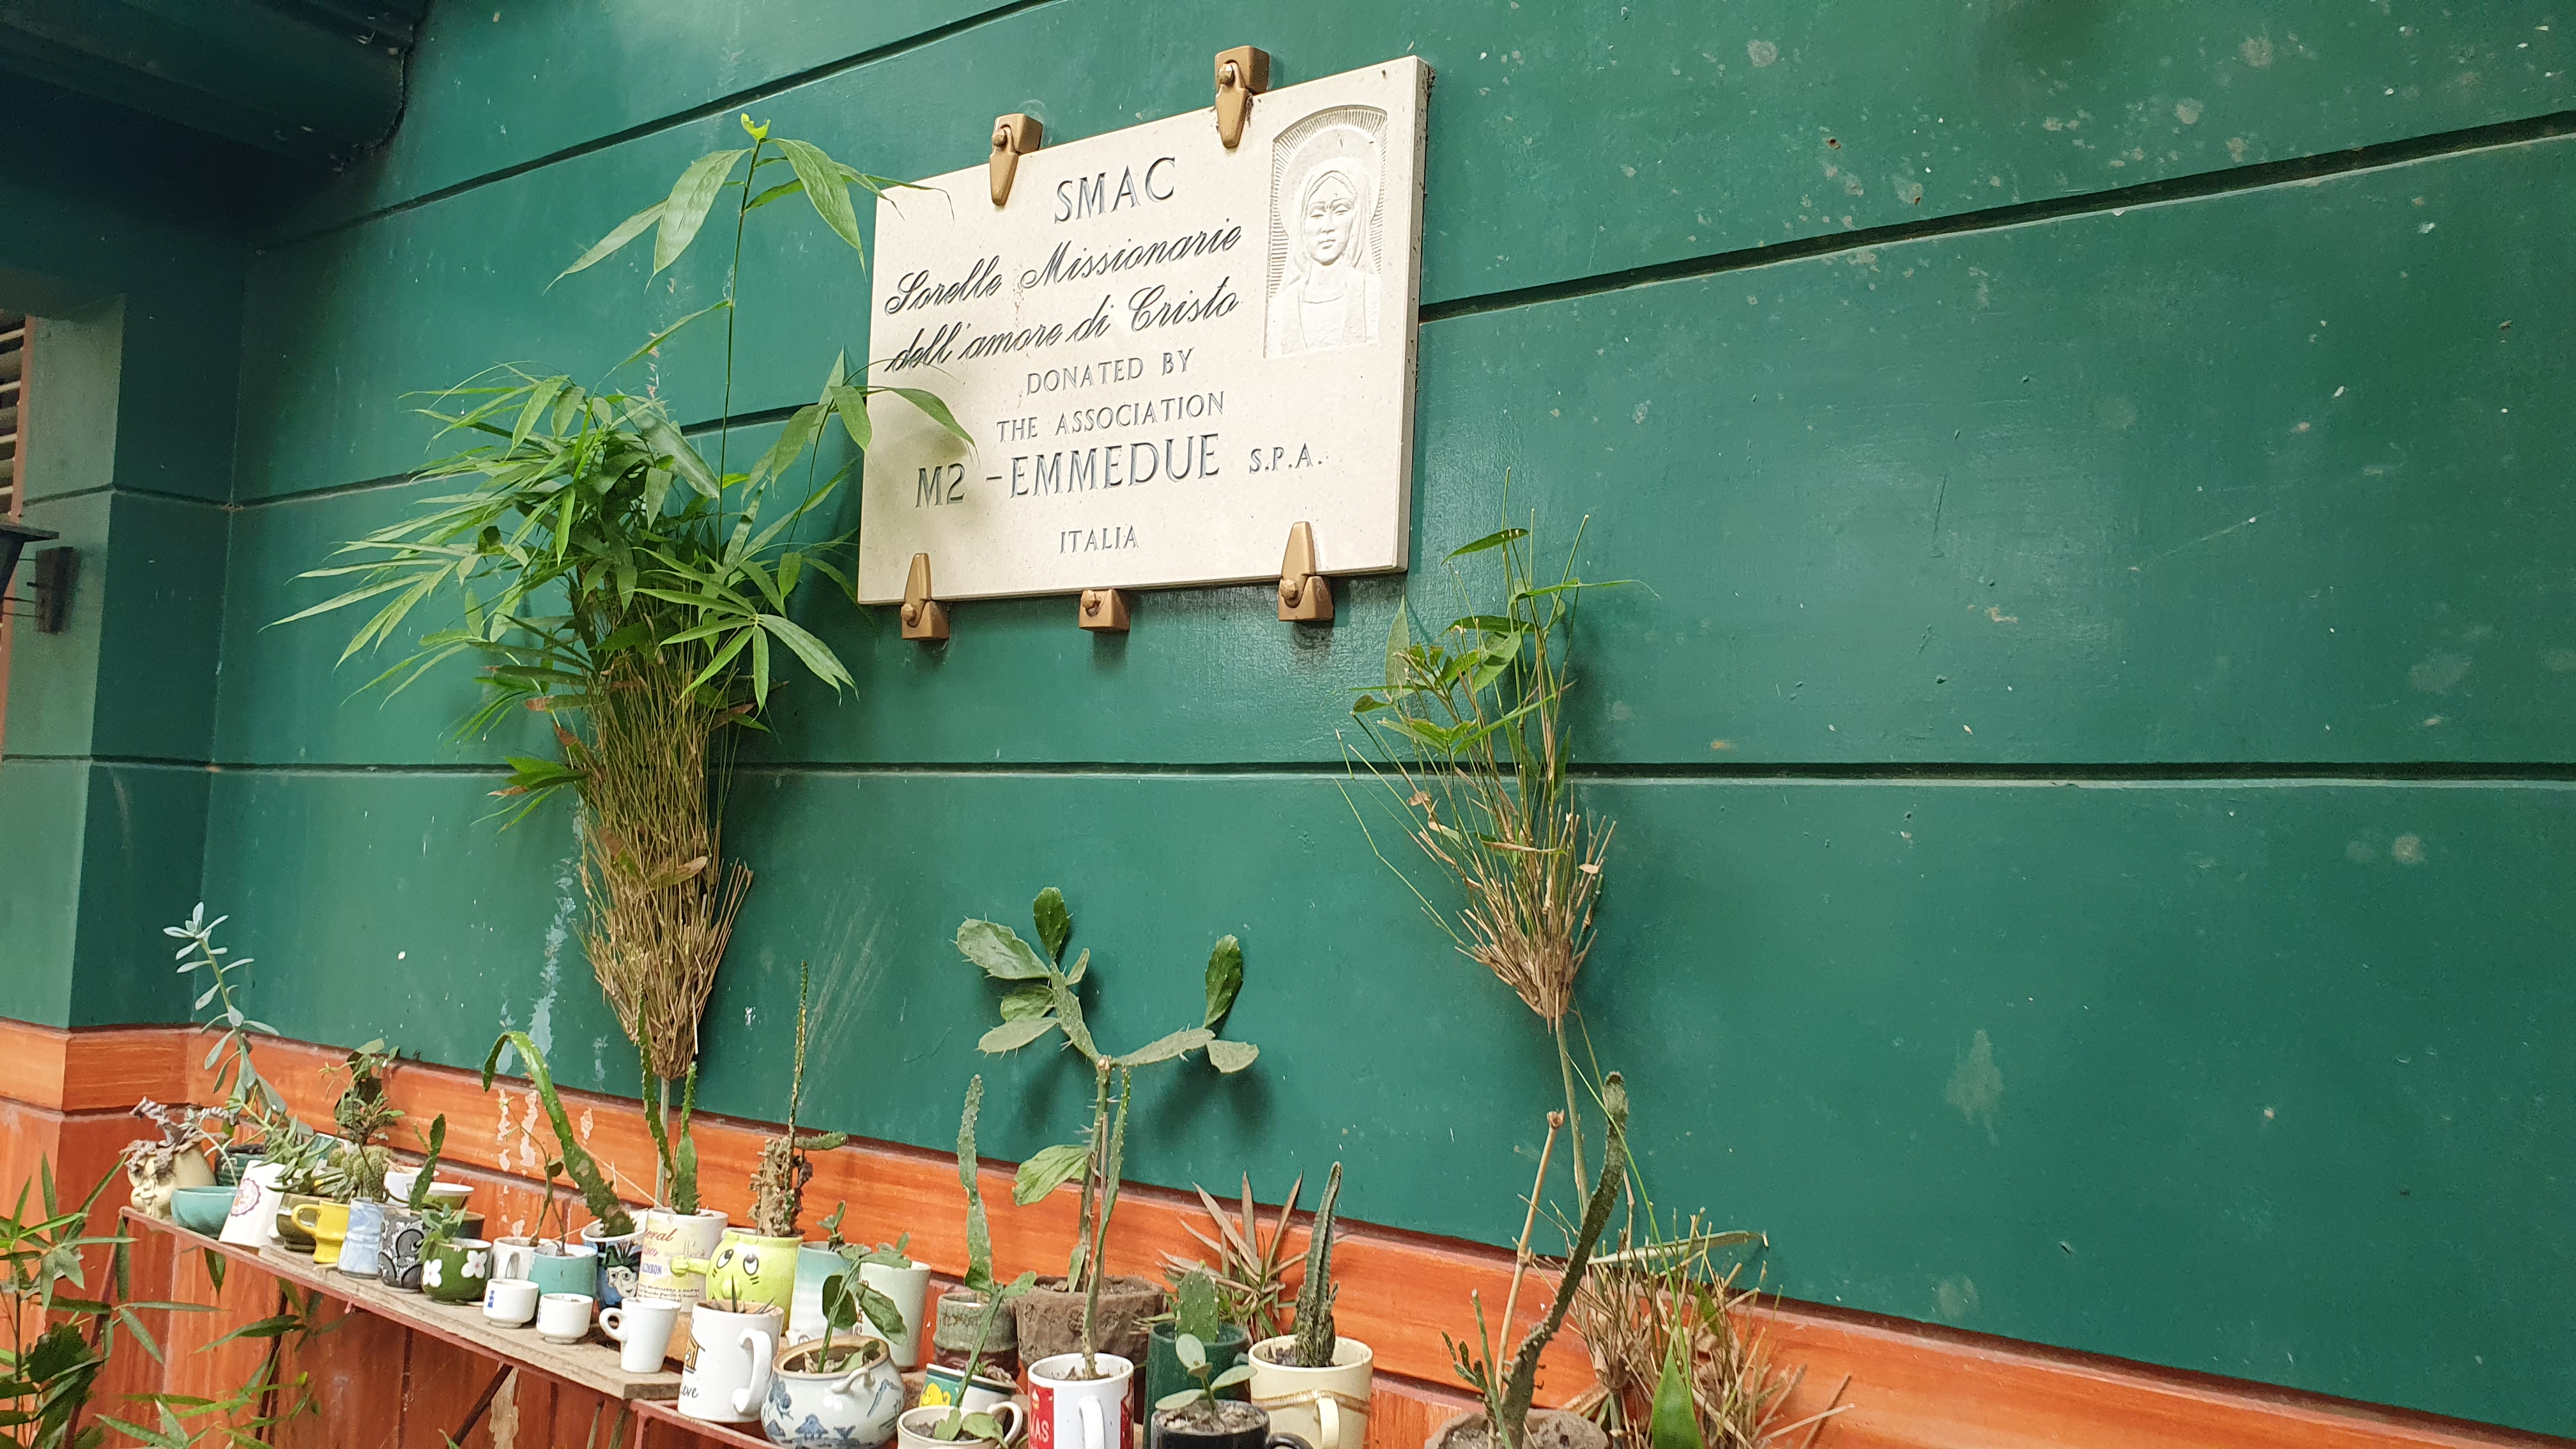 SMAC
Sorelle Missionarie
dell'amore di Cristo
DONATED BY
THE ASSOCIATION
M2 - EMMEDUE S.P.A.
ITALIA